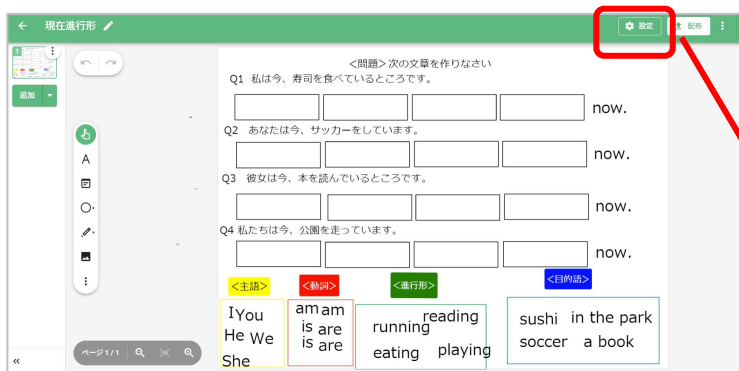 現在進行形
設定
配布
1
追加
A
ページ1/1
<問題>次の文章を作りなさい
Q1 私は今、寿司を食べているところです。
now.
Q2 あなたは今、サッカーをしています。
now.
Q3 彼女は今、本を読んでいるところです。
now.
Q4 私たちは今、公園を走っています。
now.
<主語> <動詞> <進行形> <目的語>
I You
He We
She
am am
is are
is are
reading
running
eating playing
sushi in the park
soccer a book